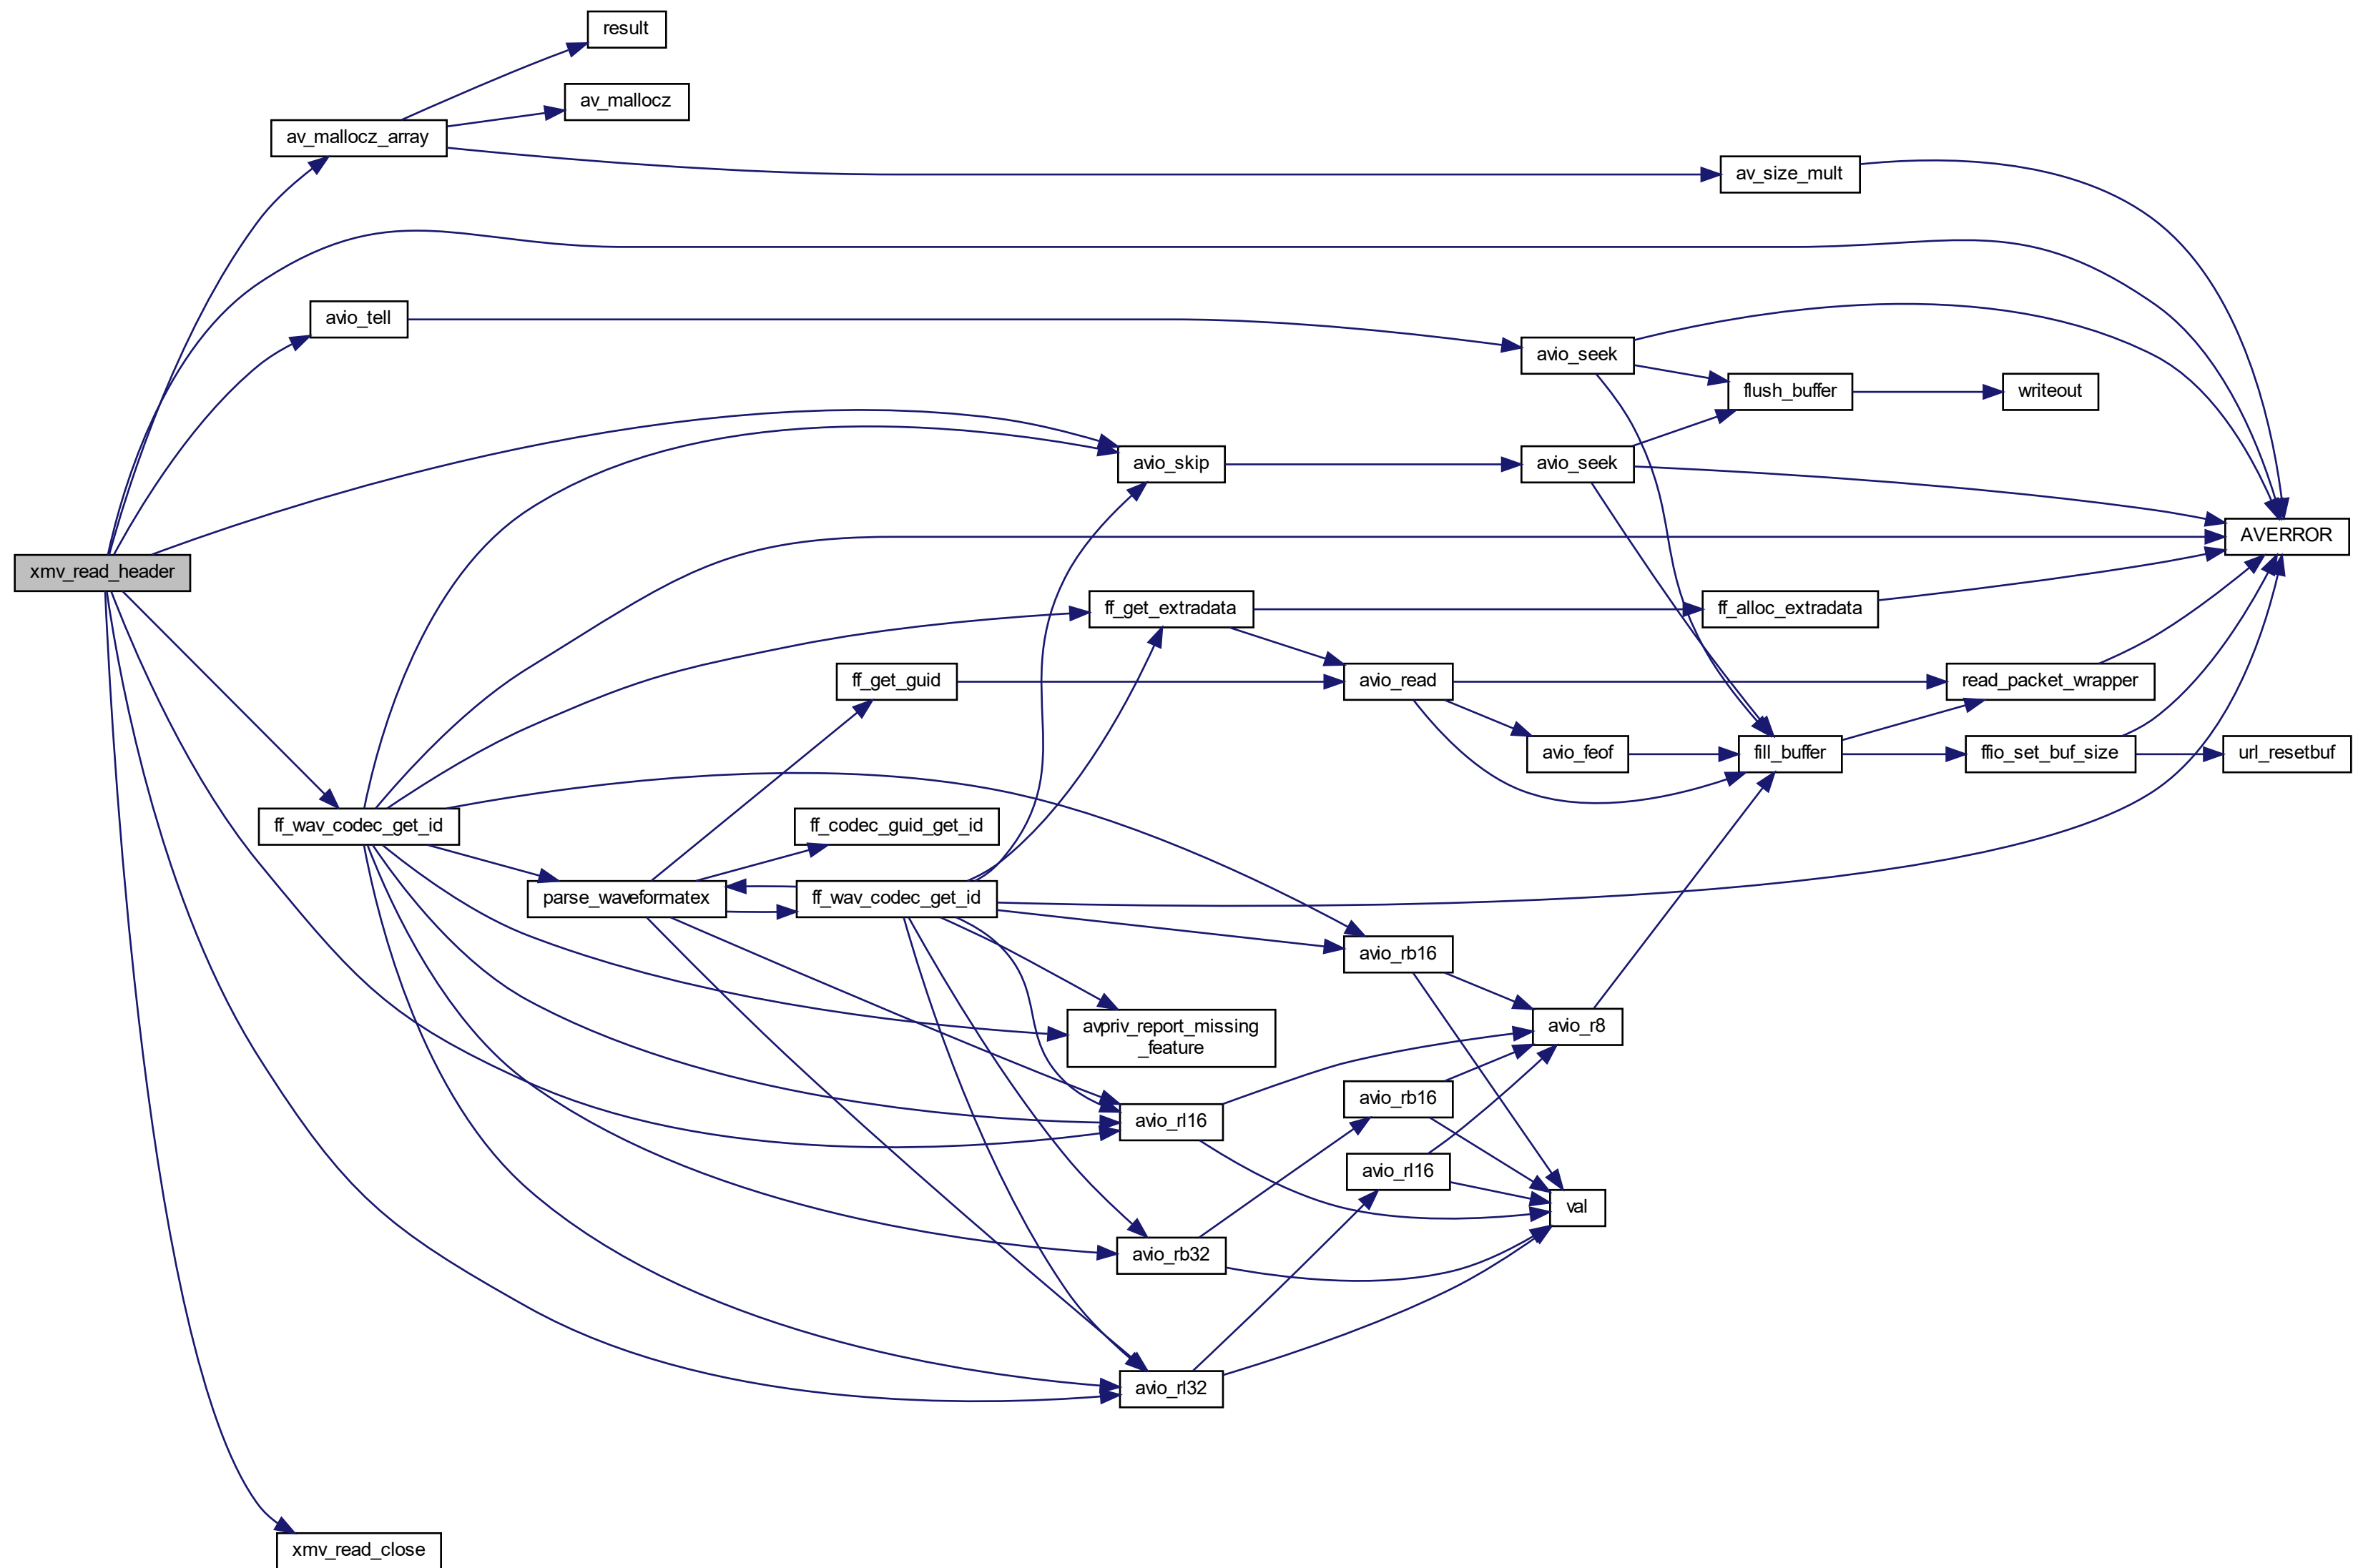 result
av_mallocz
av_mallocz_array
av_size_mult
avio_tell
avio_seek
flush_buffer
writeout
avio_skip
avio_seek
AVERROR
xmv_read_header
ff_get_extradata
ff_alloc_extradata
ff_get_guid
avio_read
read_packet_wrapper
avio_feof
fill_buffer
ffio_set_buf_size
url_resetbuf
ff_wav_codec_get_id
ff_codec_guid_get_id
parse_waveformatex
ff_wav_codec_get_id
avio_rb16
avpriv_report_missing
_feature
avio_r8
avio_rb16
avio_rl16
avio_rl16
val
avio_rb32
avio_rl32
xmv_read_close